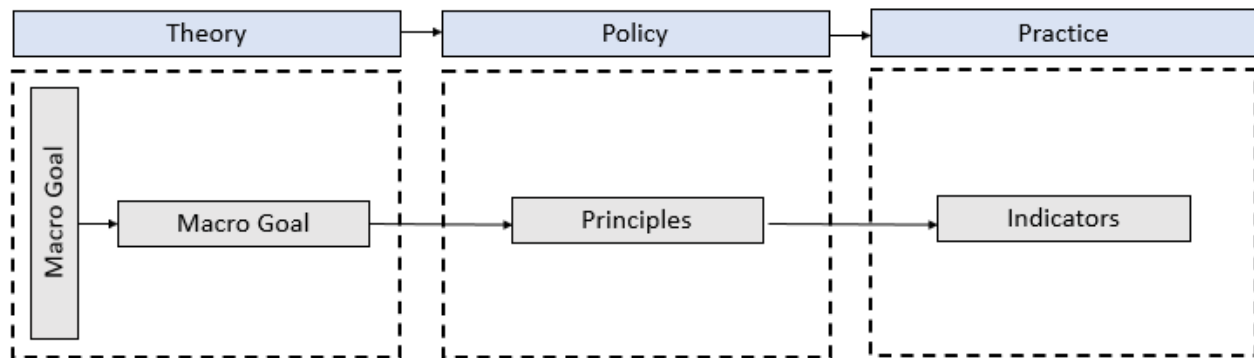 Theory
Policy
Practice
Macro Goal
Macro Goal
Principles
Indicators